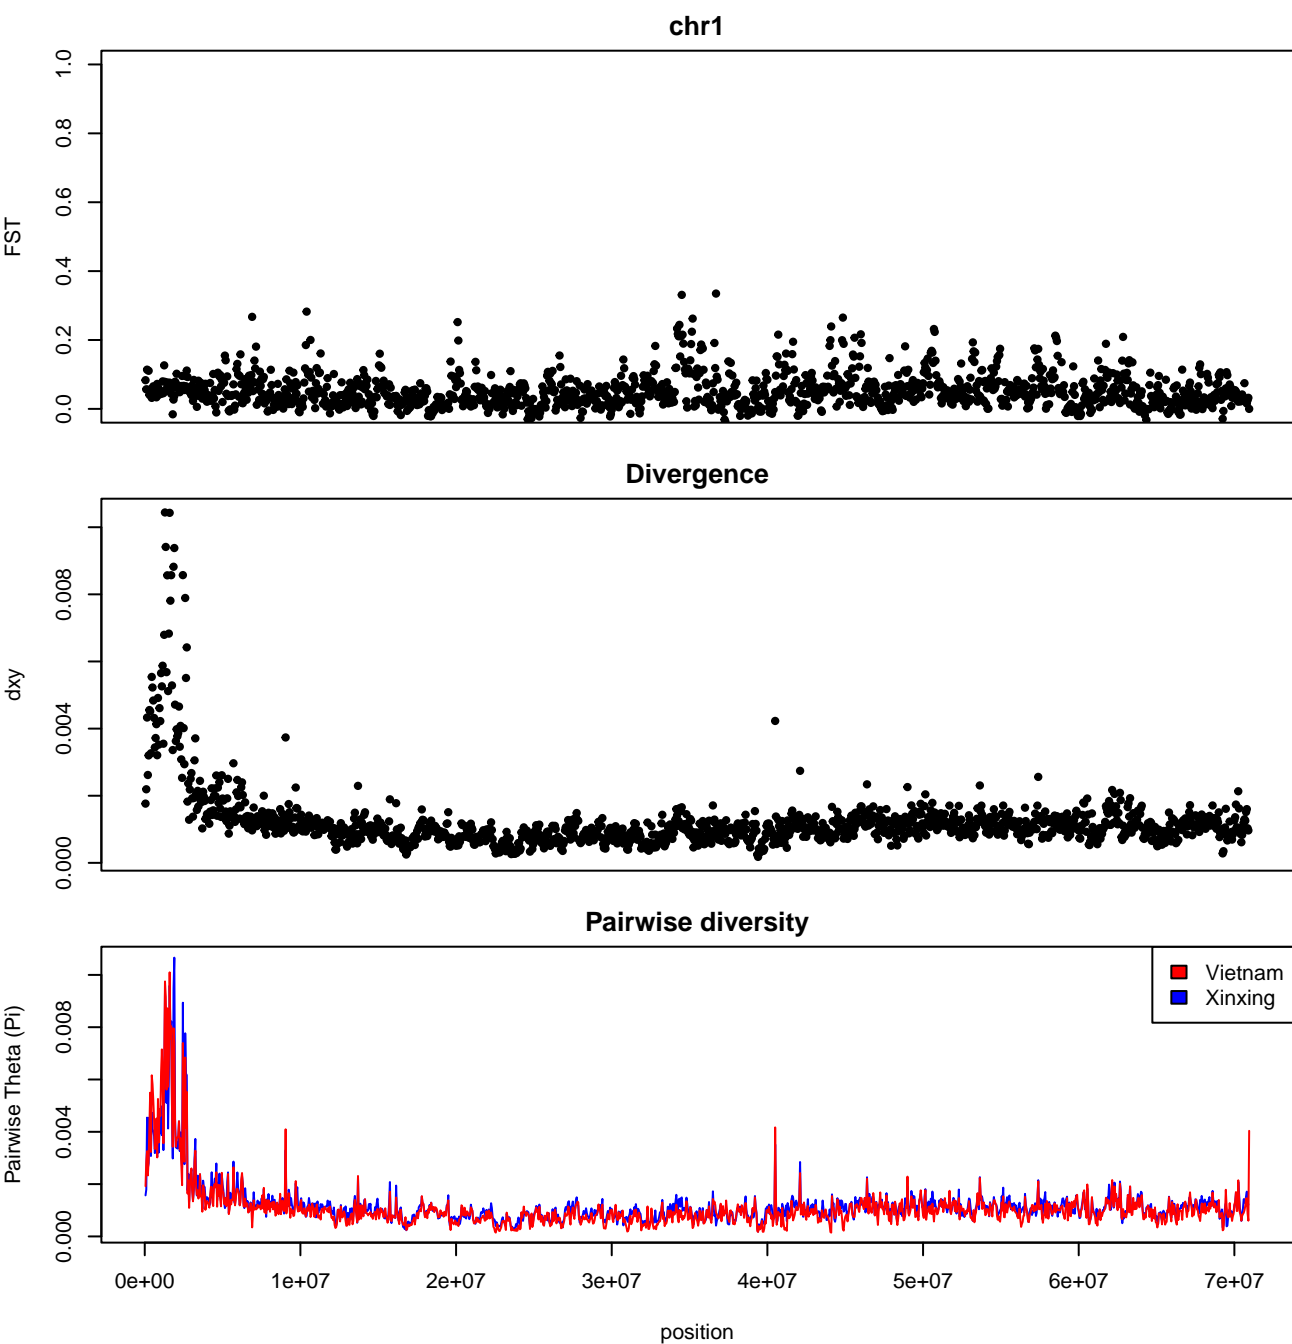 chr1
1.0
0.8
0.6
0.4
0.2
0.0
FST
Divergence
0.008
0.004
0.000
dxy
Pairwise diversity
Vietnam
Xinxing
0.008
0.004
0.000
Pairwise Theta (Pi)
0e+00 1e+07 2e+07 3e+07 4e+07 5e+07 6e+07 7e+07
position